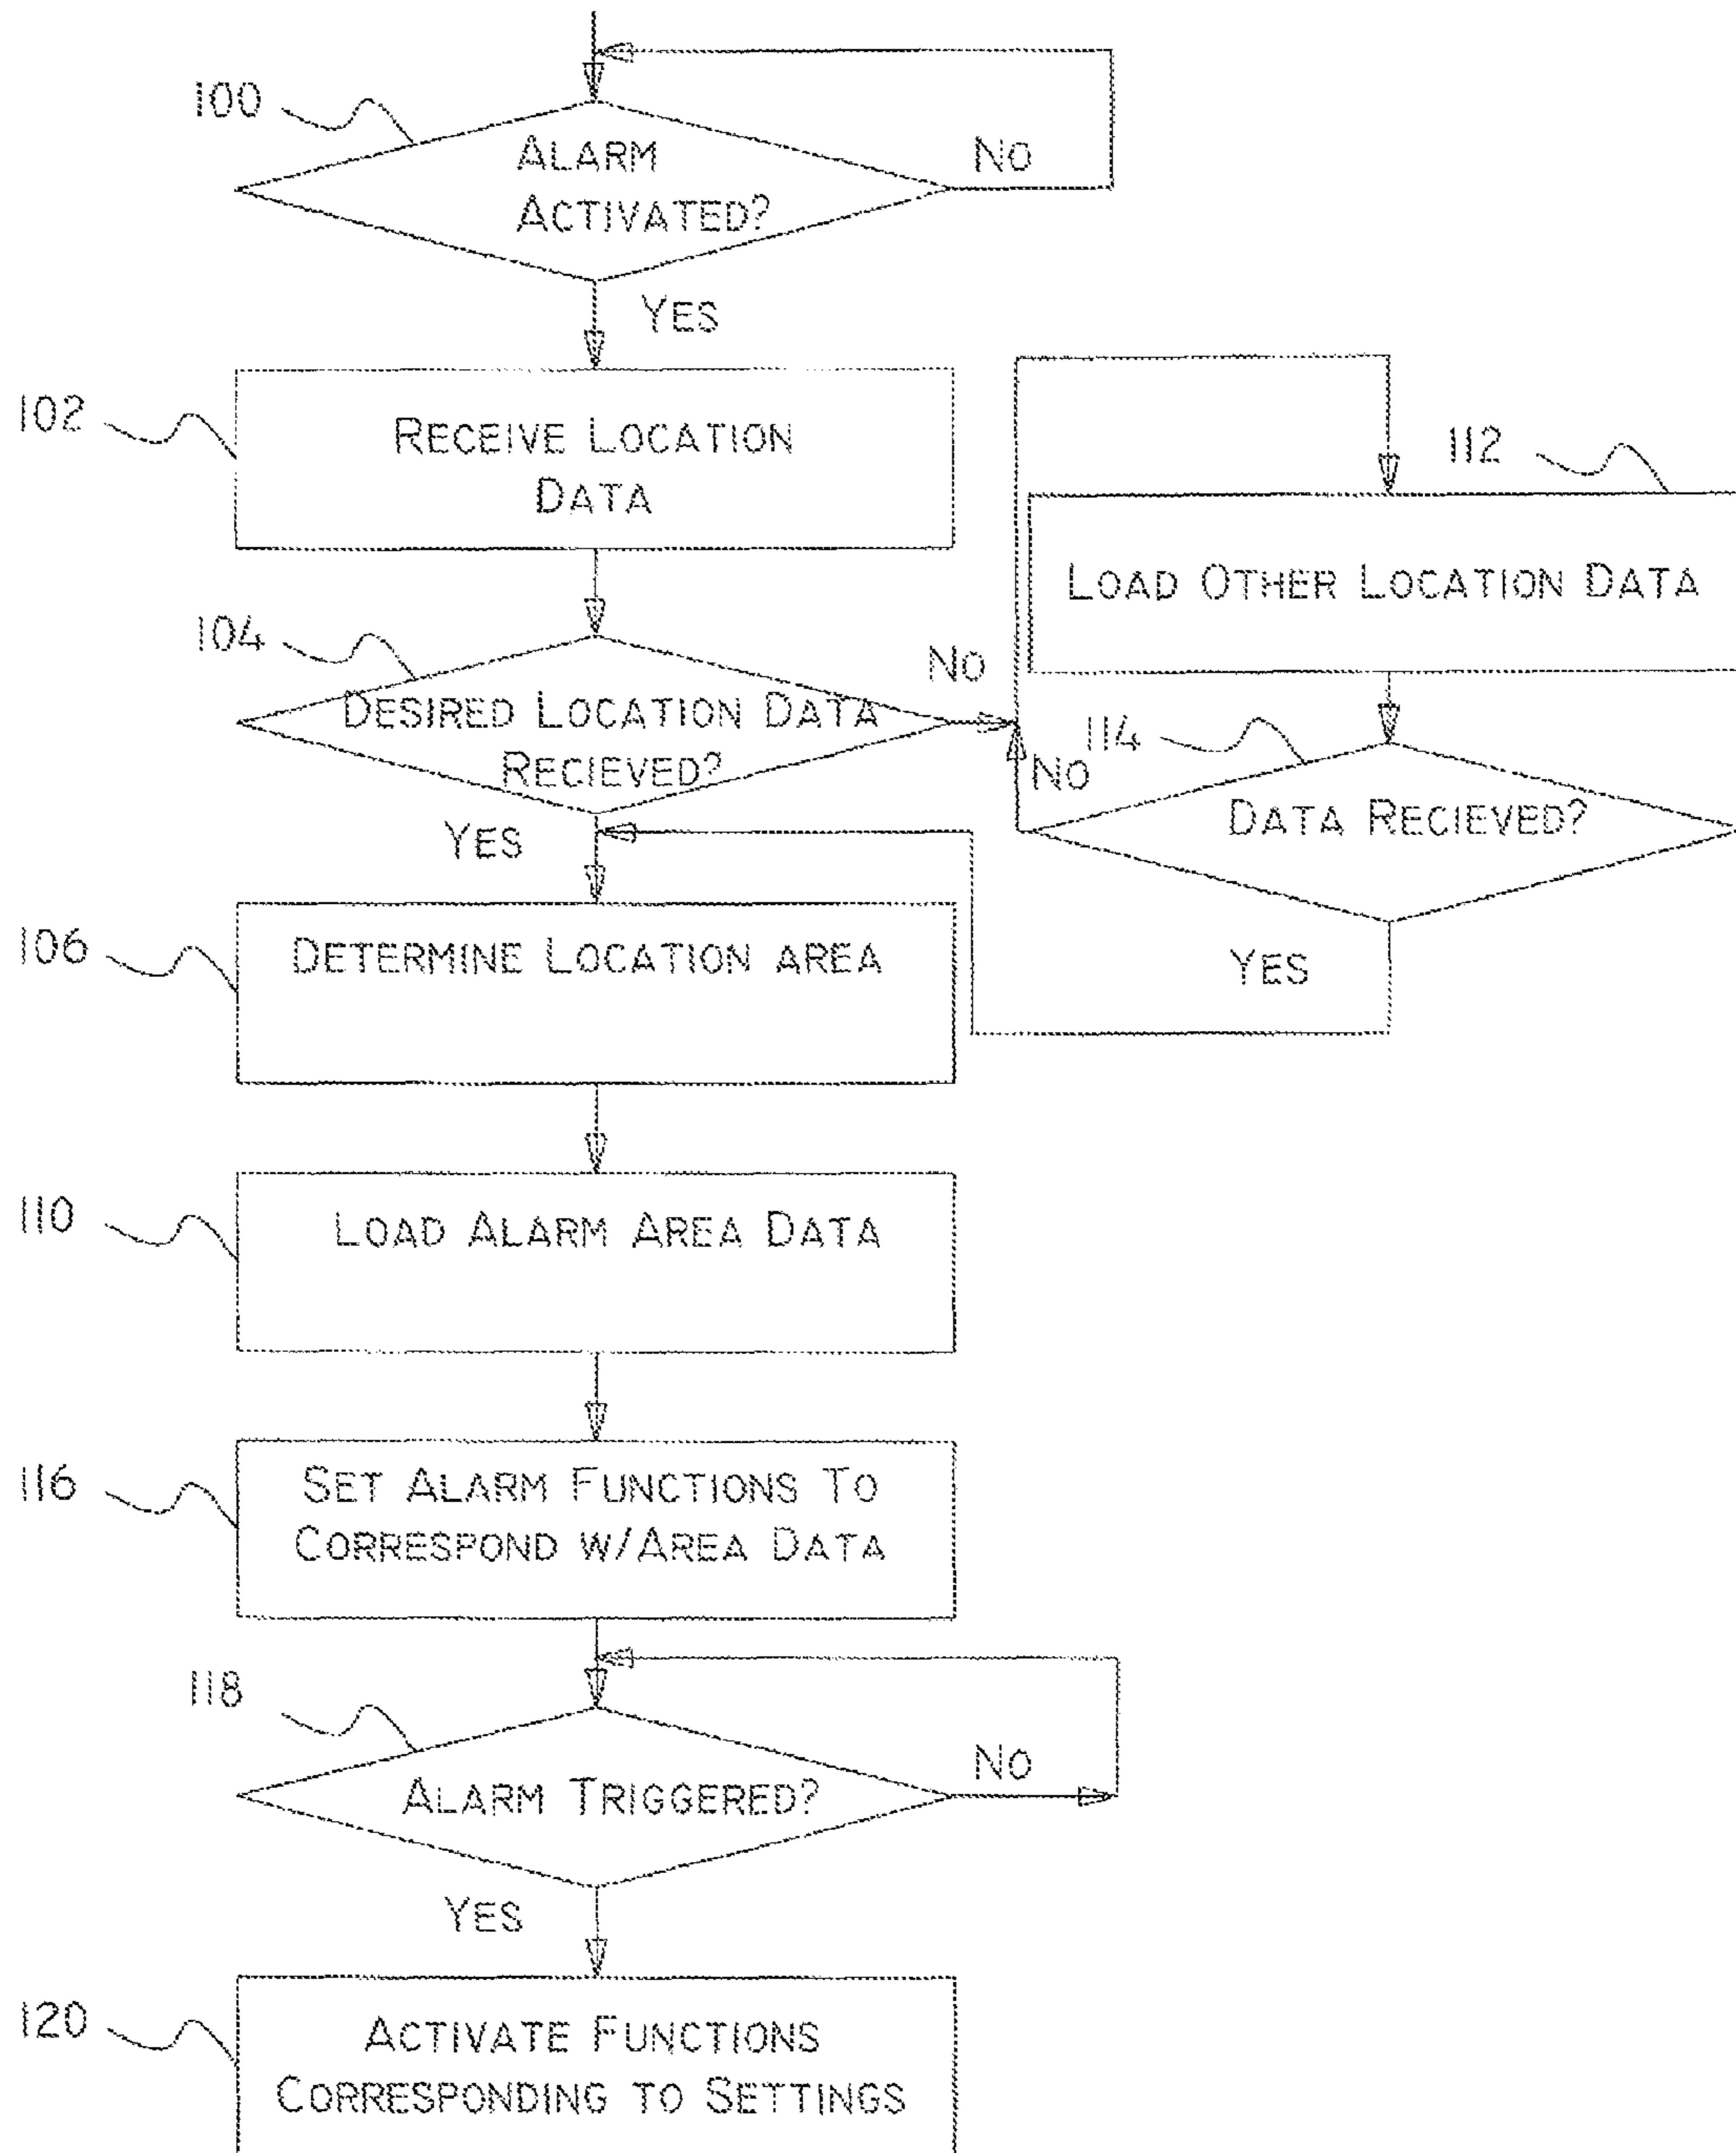 100
ALARM
ACTIVATED?
NO
YES
102
RECEIVE LOCATION
DATA
112
LOAD OTHER LOCATION DATA
104
DESIRED LOCATION DATA
RECIEVED?
NO
114
NO
DATA RECIEVED?
YES
YES
106
DETERMINE LOCATION AREA
110
LOAD ALARM AREA DATA
116
SET ALARM FUNCTIONS TO
CORRESPOND W/AREA DATA
118
ALARM TRIGGERED?
NO
YES
120
ACTIVATE FUNCTIONS
CORRESPONDING TO SETTINGS